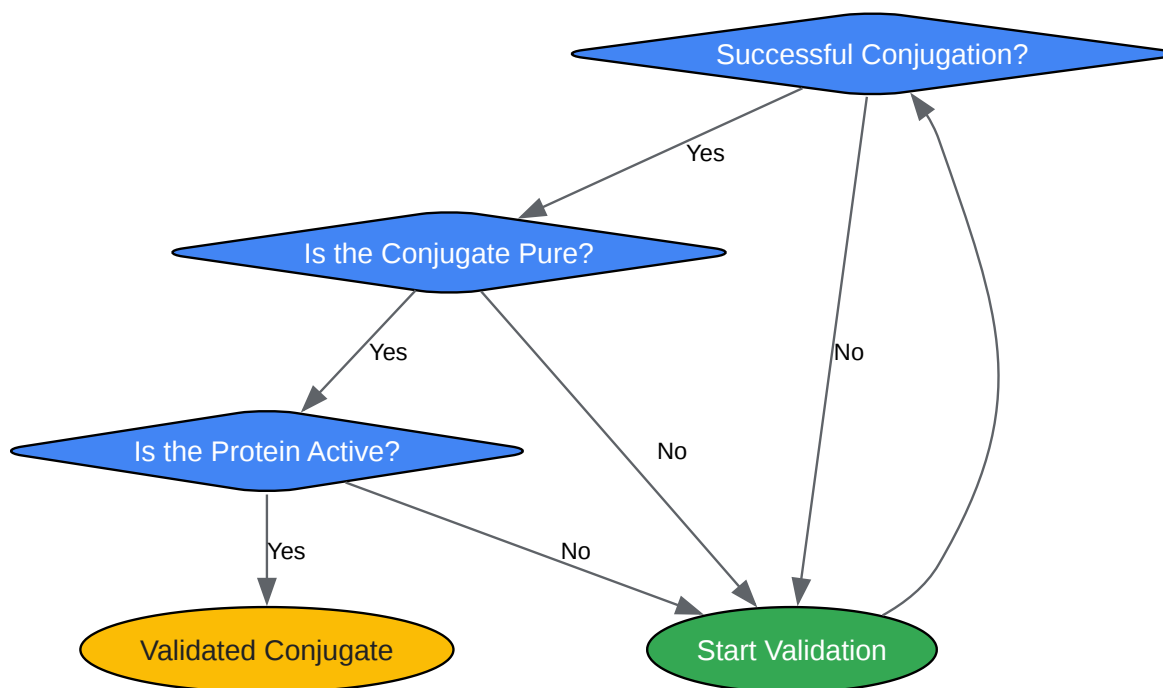 Successful Conjugation?
Yes
Is the Conjugate Pure?
Yes
No
Is the Protein Active?
No
Yes
No
Validated Conjugate
Start Validation